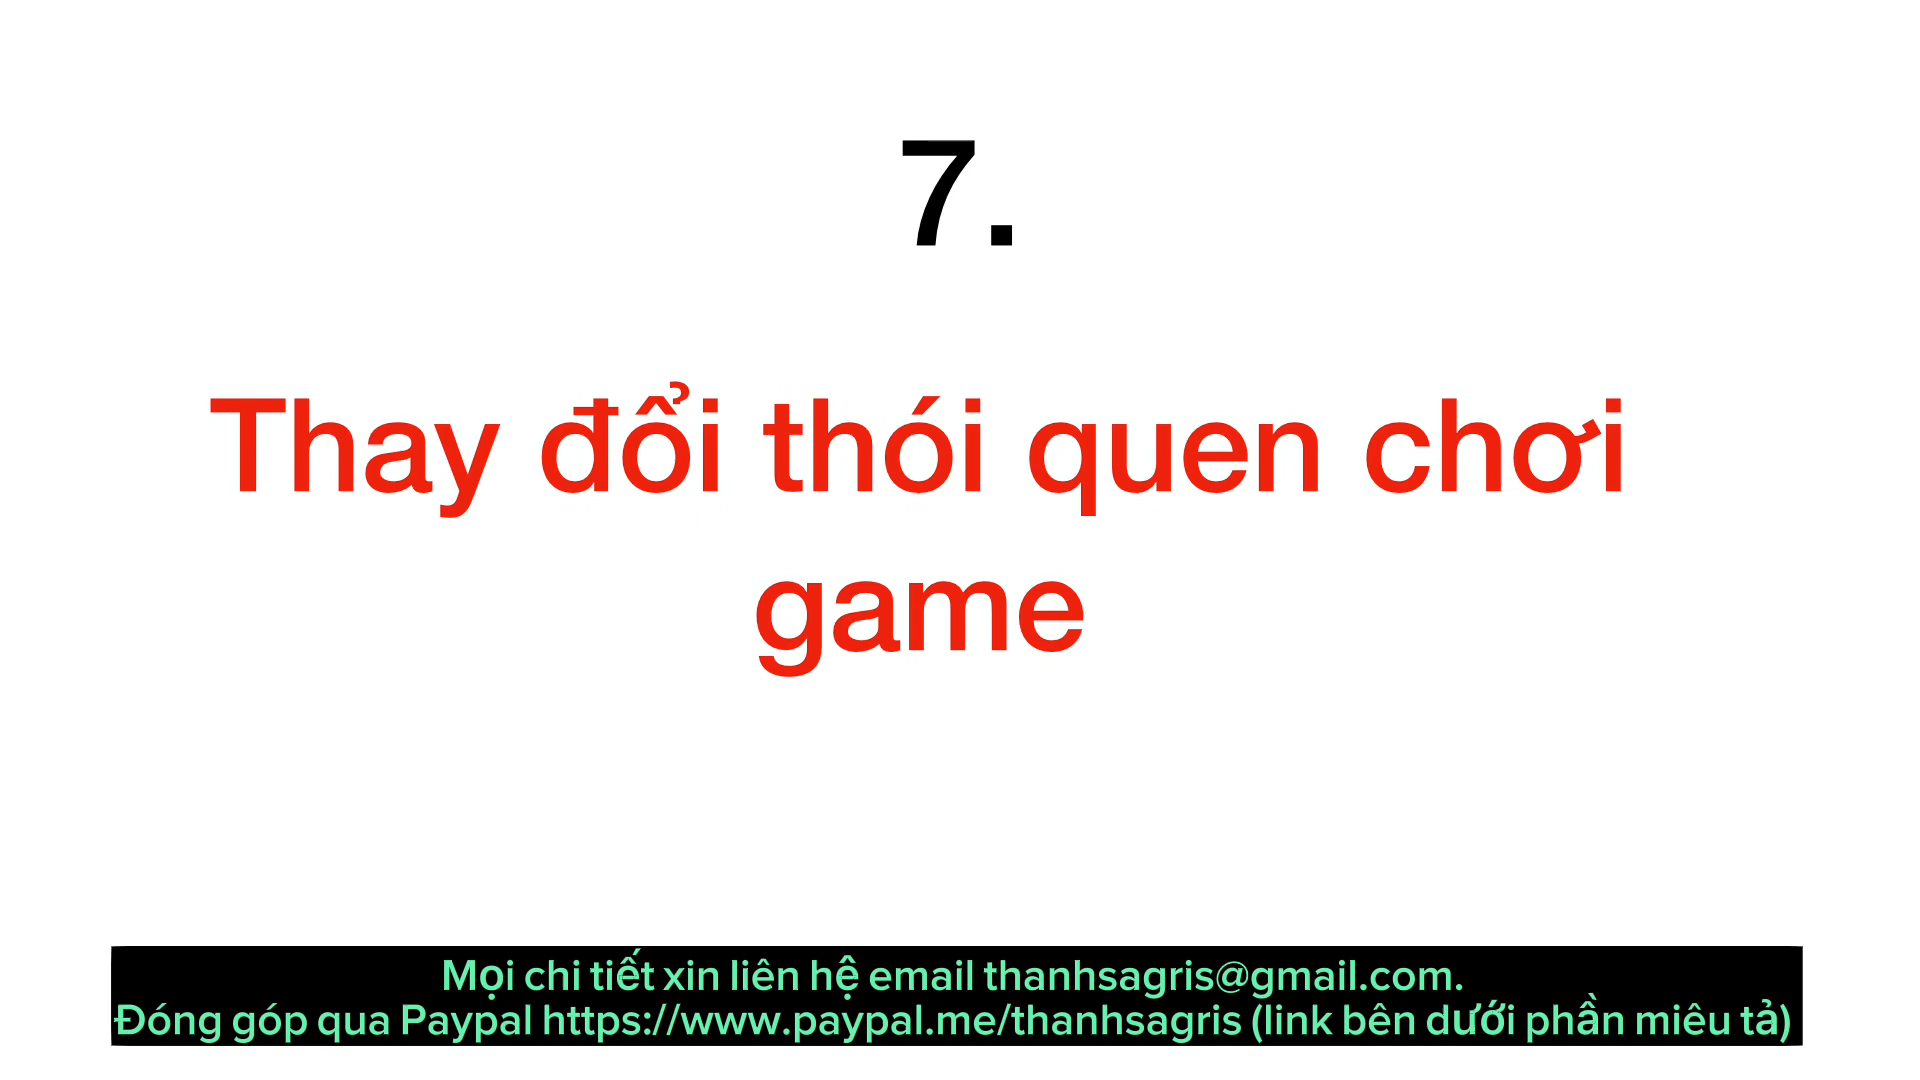 7.
Thay đổi thói quen chơi
game
Mọi chi tiết xin liên hệ email thanhsagris@gmail.com.
Đóng góp qua Paypal https://www.paypal.me/thanhsagris (link bên dưới phần miêu tả)